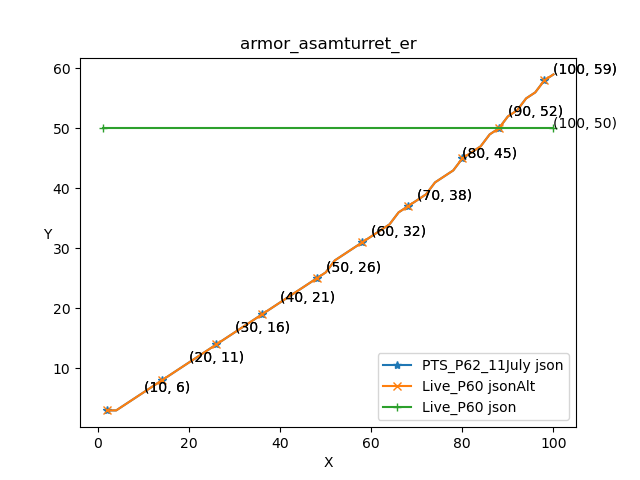 armor_asamturret_er
60
50
40
30
20
10
Y
(100, 59)
(90, 52)
(100, 50)
(80, 45)
(70, 38)
(60, 32)
(50, 26)
(40, 21)
(30, 16)
(20, 11)
(10, 6)
PTS_P62_11July json
Live_P60 jsonAlt
Live_P60 json
0 20 40 60 80 100
X